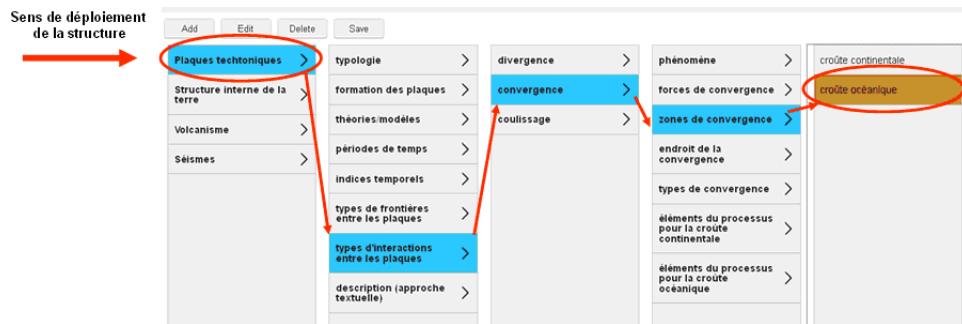 Sens de déploiement
de la structure
Add
Edit
Delete
Save
Plaques techtoniques
Structure interne de la
terre
Volcanisme
Séismes
typologie
formation des plaques
théories/modèles
périodes de temps
indices temporels
types de frontières
entre les plaques
types d'interactions
entre les plaques
description (approche
textuelle)
divergence
convergence
coulissage
phénomène
forces de convergence
zones de convergence
endroit de la
convergence
types de convergence
éléments du processus
pour la croûte
continentale
éléments du processus
pour la croûte
océanique
croûte continentale
croûte océanique